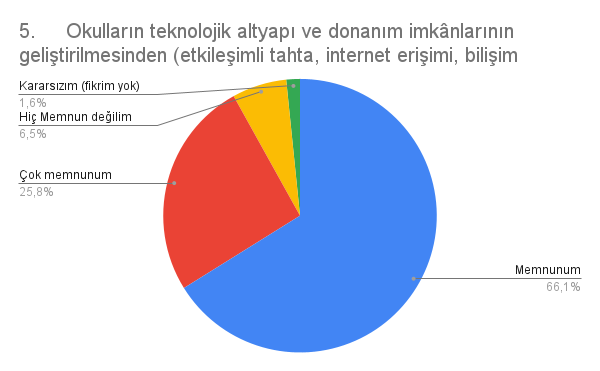 5. Okulların teknolojik altyapı ve donanım imkânlarının
geliştirilmesinden (etkileşimli tahta, internet erişimi, bilişim
Kararsızım (fikrim yok)
1,6%
Hiç Memnun değilim
6,5%
Çok memnunum
25,8%
Memnunum
66,1%